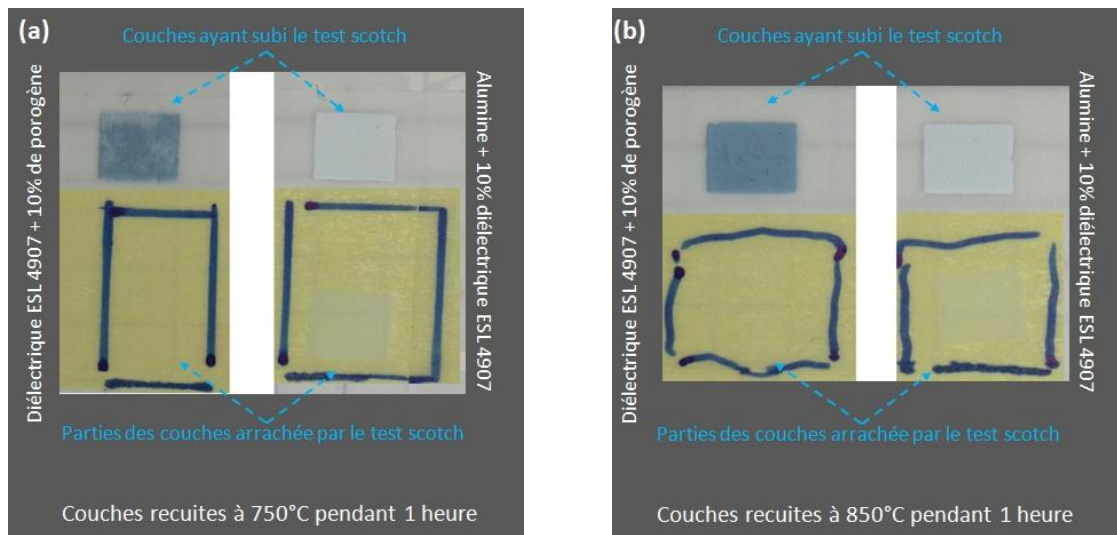 (a)
Couches ayant subi le test scotch
Diélectrique ESL 4907 + 10% de porogène
Alumine + 10% diélectrique ESL 4907
Parties des couches arrachée par le test scotch
Couches recuites à 750°C pendant 1 heure
(b)
Couches ayant subi le test scotch
Diélectrique ESL 4907 + 10% de porogène
Alumine + 10% diélectrique ESL 4907
Parties des couches arrachée par le test scotch
Couches recuites à 850°C pendant 1 heure